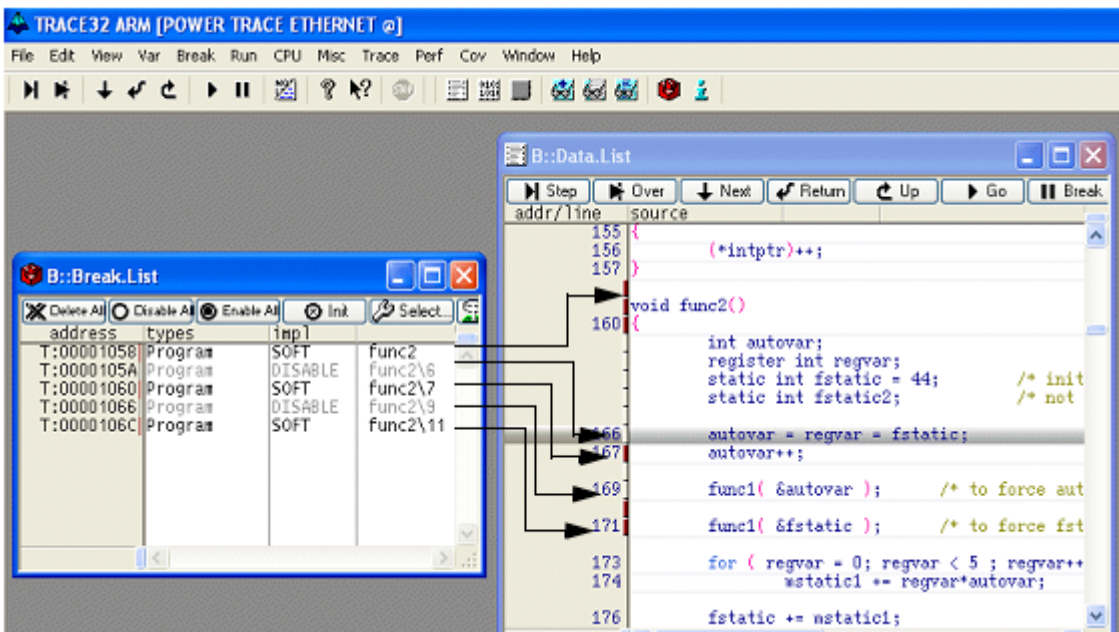 TRACE32 ARM [POWER TRACE ETHERNET @]
File Edit View Var Break Run CPU Misc Trace Perf Cov Window Help
B::Data.List
Step Over Next Return Up Go Break
addr/line source
155 {
156 (*intptr)++;
157 }
void func2()
160 {
int autovar;
register int regvar;
static int fstatic = 44; /* init
static int fstatic2; /* not
166 autovar = regvar = fstatic;
167 autovar++;
169 func1( &autovar ); /* to force aut
171 func1( &fstatic ); /* to force fst
173 for ( regvar = 0; regvar < 5 ; regvar++
174 mstatic1 += regvar*autovar;
176 fstatic += mstatic1;
B::Break.List
Delete All Disable All Enable All Init Select...
address types impl
T:00001058 Program SOFT func2
T:0000105A Program DISABLE func2\6
T:00001060 Program SOFT func2\7
T:00001066 Program DISABLE func2\9
T:0000106C Program SOFT func2\11